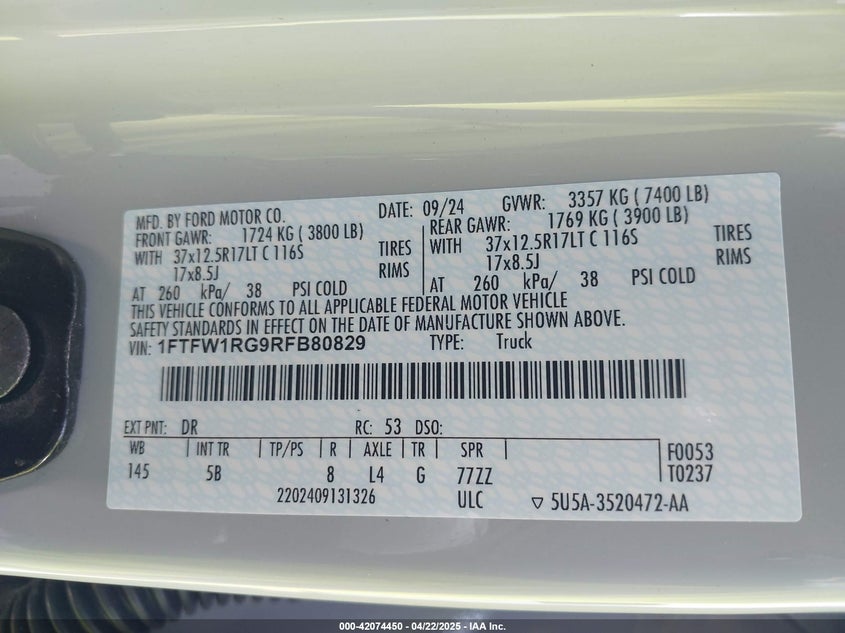 MFD. BY FORD MOTOR CO. DATE: 09/24 GVWR: 3357 KG ( 7400 LB)
FRONT GAWR: 1724 KG ( 3800 LB) REAR GAWR: 1769 KG ( 3900 LB)
WITH 37x12.5R17LT C 116S TIRES WITH 37x12.5R17LT C 116S TIRES
17x8.5J RIMS 17x8.5J RIMS
AT 260 kPa/ 38 PSI COLD AT 260 kPa/ 38 PSI COLD
THIS VEHICLE CONFORMS TO ALL APPLICABLE FEDERAL MOTOR VEHICLE
SAFETY STANDARDS IN EFFECT ON THE DATE OF MANUFACTURE SHOWN ABOVE.
VIN: 1FTFW1RG9RFB80829 TYPE: Truck
EXT PNT: DR RC: 53 DSO:
WB INT TR TP/PS R AXLE TR SPR F0053
145 5B 8 L4 G 77ZZ T0237
2202409131326 ULC ▽ 5U5A-3520472-AA
000-42074450 - 04/22/2025 - IAA, Inc.